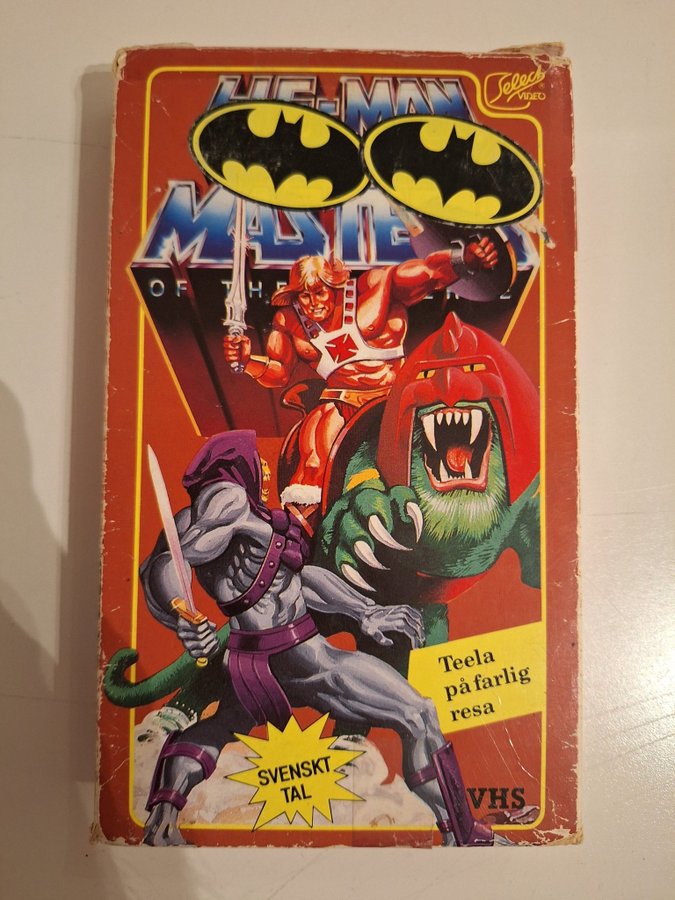 Select
VIDEO
HE-MAN
MASTERS
OF THE
Teela
på farlig
resa
SVENSKT
TAL
VHS